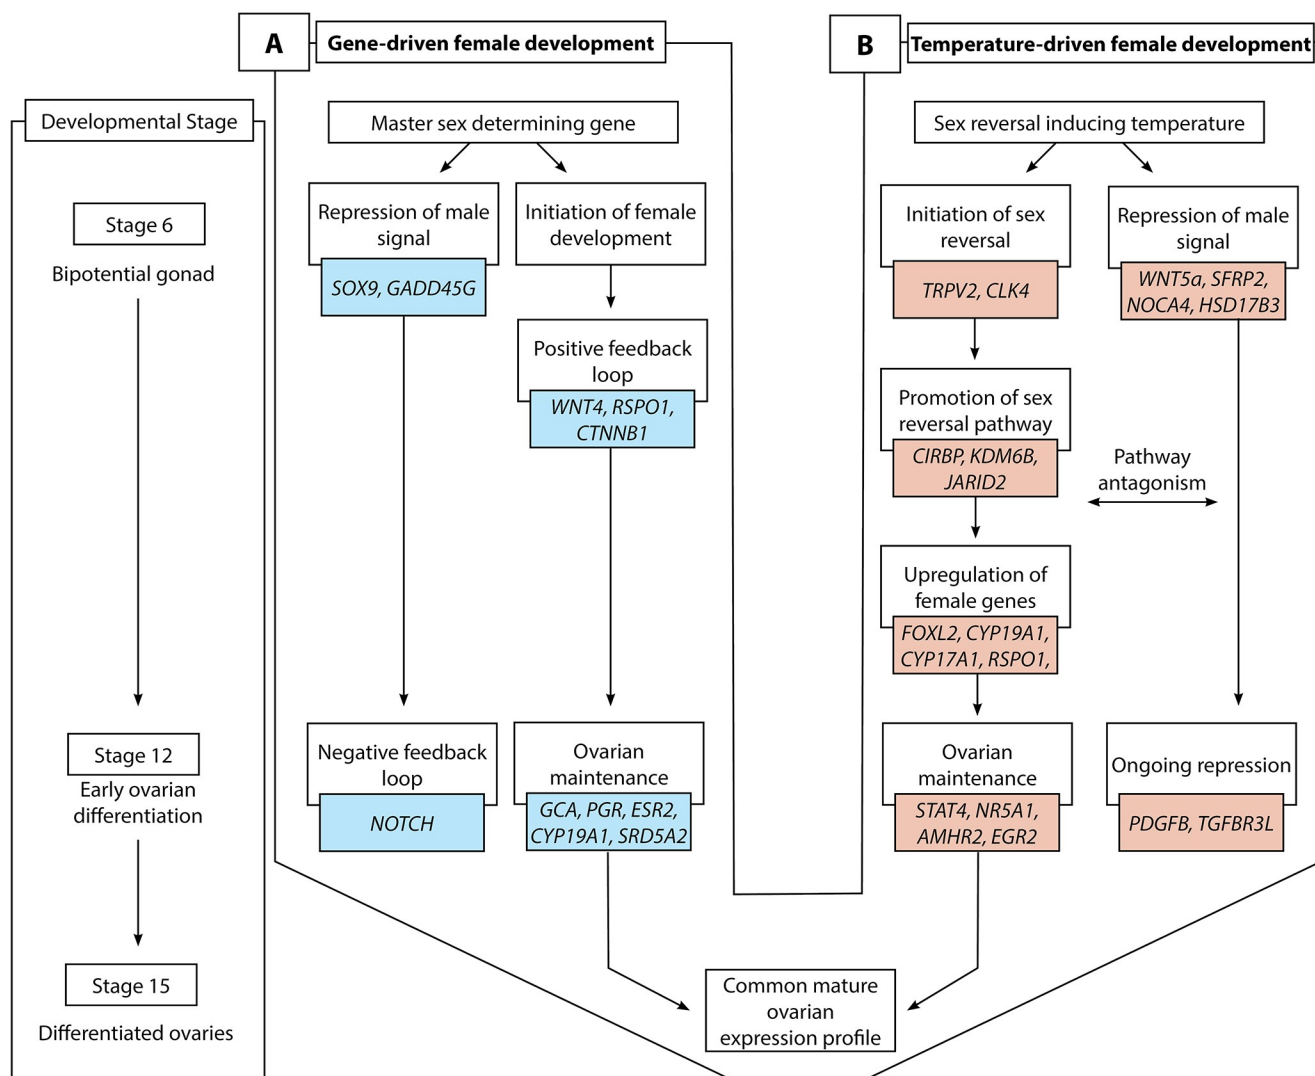 A
Gene-driven female development
B
Temperature-driven female development
Developmental Stage
Stage 6
Bipotential gonad
Stage 12
Early ovarian
differentiation
Stage 15
Differentiated ovaries
Master sex determining gene
Repression of male
signal
SOX9, GADD45G
Initiation of female
development
Positive feedback
loop
WNT4, RSPO1,
CTNNB1
Negative feedback
loop
NOTCH
Ovarian
maintenance
GCA, PGR, ESR2,
CYP19A1, SRD5A2
Sex reversal inducing temperature
Initiation of sex
reversal
TRPV2, CLK4
Repression of male
signal
WNT5a, SFRP2,
NOCA4, HSD17B3
Promotion of sex
reversal pathway
CIRBP, KDM6B,
JARID2
Pathway
antagonism
Upregulation of
female genes
FOXL2, CYP19A1,
CYP17A1, RSPO1,
Ovarian
maintenance
STAT4, NR5A1,
AMHR2, EGR2
Ongoing repression
PDGFB, TGFBR3L
Common mature
ovarian
expression profile